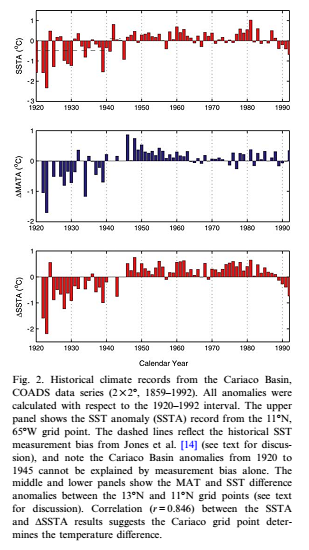 1
0
-1
-2
-3
SSTA (°C)
1920 1930 1940 1950 1960 1970 1980 1990
1
0
-1
-2
ΔMATA (°C)
1920 1930 1940 1950 1960 1970 1980 1990
1
0
-1
-2
ΔSSTA (°C)
1920 1930 1940 1950 1960 1970 1980 1990
Calendar Year
Fig. 2. Historical climate records from the Cariaco Basin,
COADS data series (2×2°, 1859–1992). All anomalies were
calculated with respect to the 1920–1992 interval. The upper
panel shows the SST anomaly (SSTA) record from the 11°N,
65°W grid point. The dashed lines reflect the historical SST
measurement bias from Jones et al. [14] (see text for discus-
sion), and note the Cariaco Basin anomalies from 1920 to
1945 cannot be explained by measurement bias alone. The
middle and lower panels show the MAT and SST difference
anomalies between the 13°N and 11°N grid points (see text
for discussion). Correlation (r = 0.846) between the SSTA
and ΔSSTA results suggests the Cariaco grid point deter-
mines the temperature difference.